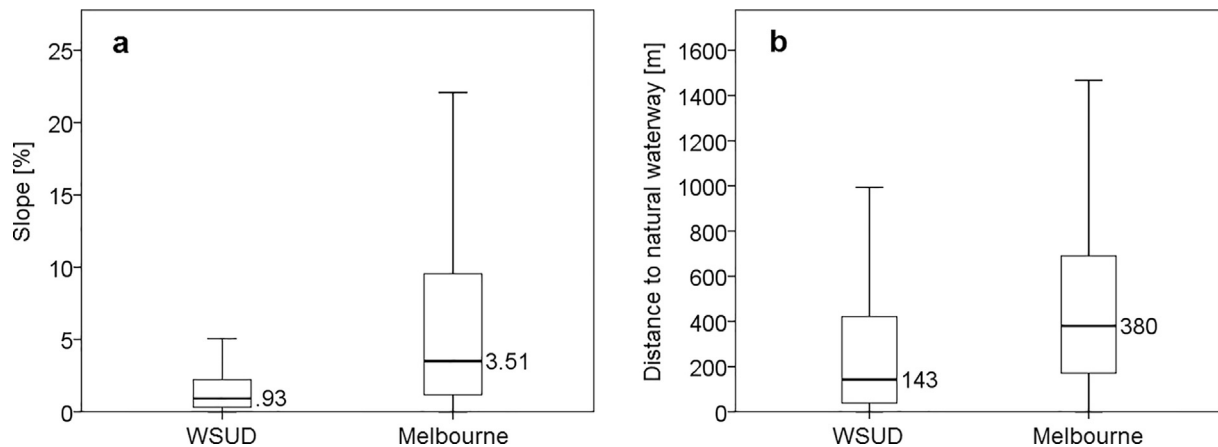 a
Slope [%]
25
20
15
10
5
0
.93
3.51
WSUD
Melbourne
b
Distance to natural waterway [m]
1600
1400
1200
1000
800
600
400
200
0
143
380
WSUD
Melbourne